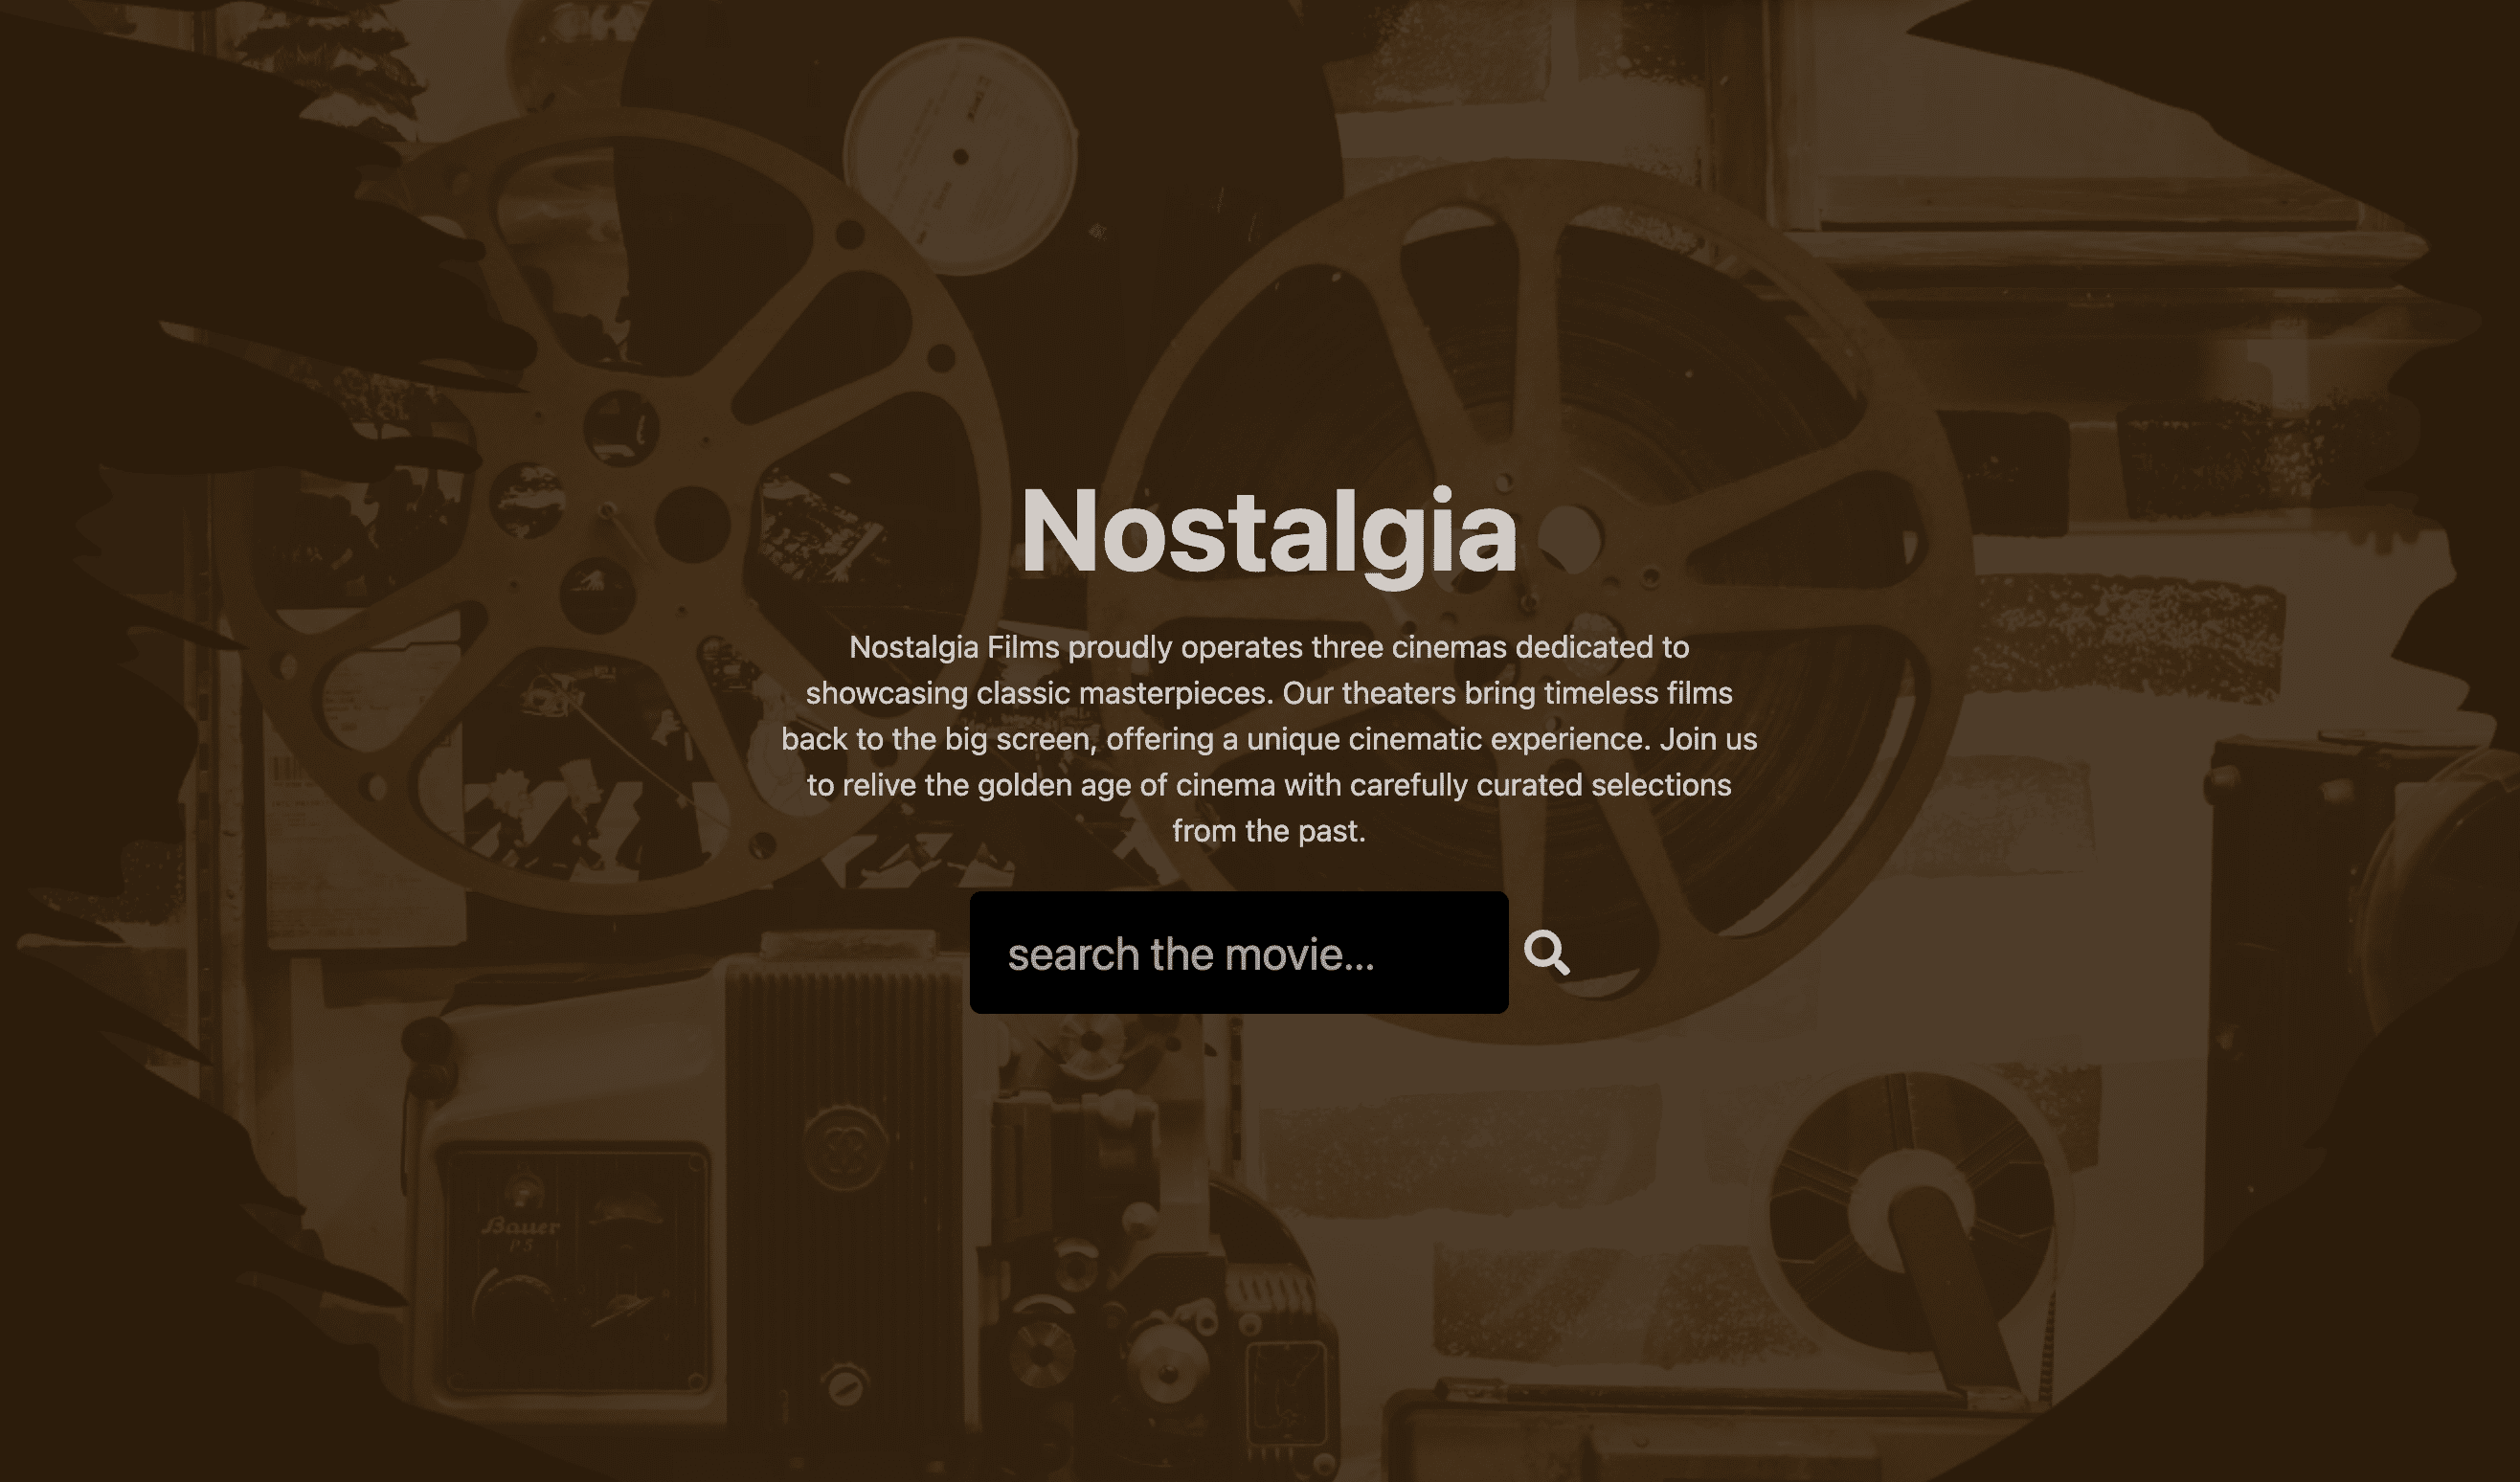 Nostalgia
Nostalgia Films proudly operates three cinemas dedicated to
showcasing classic masterpieces. Our theaters bring timeless films
back to the big screen, offering a unique cinematic experience. Join us
to relive the golden age of cinema with carefully curated selections
from the past.
search the movie...
Bauer
P8